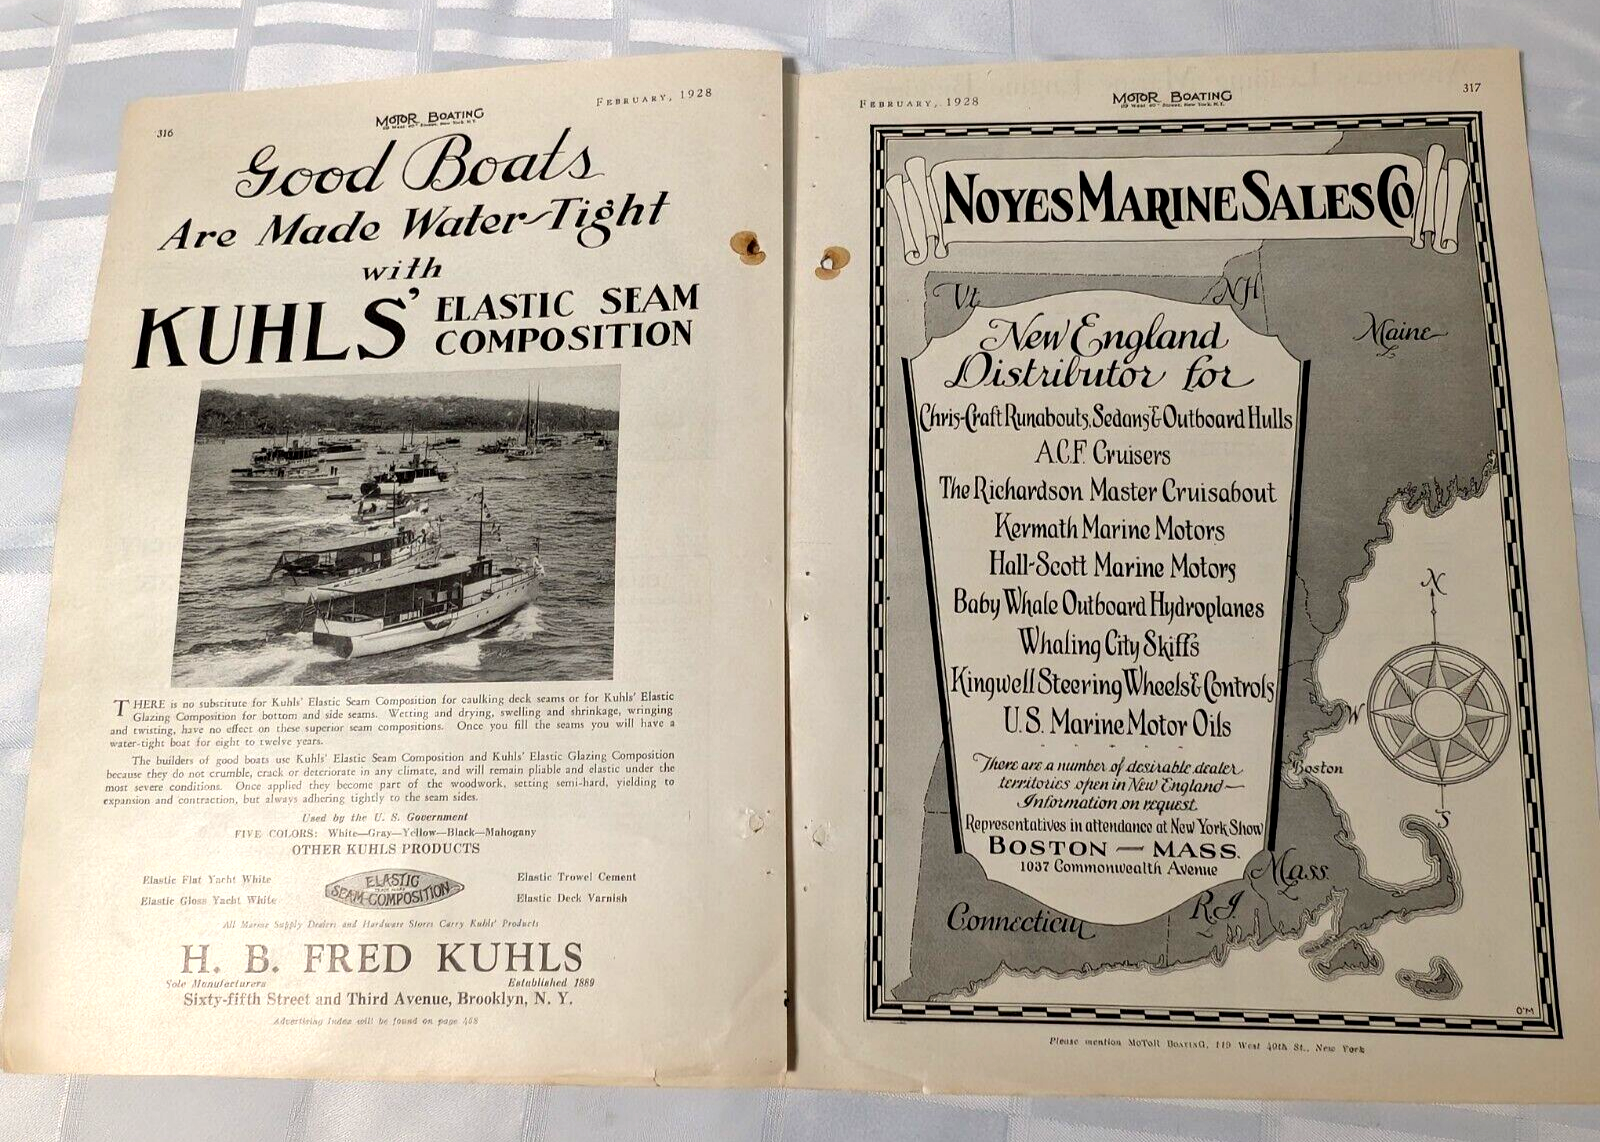 316
MOTOR BOATING
FEBRUARY, 1928
Good Boats
Are Made Water-Tight
with
KUHLS' ELASTIC SEAM
COMPOSITION
THERE is no substitute for Kuhls' Elastic Seam Composition for caulking deck seams or for Kuhls' Elastic
Glazing Composition for bottom and side seams. Wetting and drying, swelling and shrinkage, wringing
and twisting, have no effect on these superior seam compositions. Once you fill the seams you will have a
water-tight boat for eight to twelve years.
The builders of good boats use Kuhls' Elastic Seam Composition and Kuhls' Elastic Glazing Composition
because they do not crumble, crack or deteriorate in any climate, and will remain pliable and elastic under the
most severe conditions. Once applied they become part of the woodwork, setting semi-hard, yielding to
expansion and contraction, but always adhering tightly to the seam sides.
Used by the U. S. Government
FIVE COLORS: White—Gray—Yellow—Black—Mahogany
OTHER KUHLS PRODUCTS
Elastic Flat Yacht White
Elastic Gloss Yacht White
ELASTIC
TRADE MARK
SEAM-COMPOSITION
Elastic Trowel Cement
Elastic Deck Varnish
All Marine Supply Dealers and Hardware Stores Carry Kuhls' Products
H. B. FRED KUHLS
Sole Manufacturers Established 1889
Sixty-fifth Street and Third Avenue, Brooklyn, N. Y.
Advertising Index will be found on page 408
FEBRUARY, 1928
MOTOR BOATING
317
NOYES MARINE SALES CO.
Vt.
N.H.
Maine
New England
Distributor for
Chris-Craft Runabouts, Sedans & Outboard Hulls
A.C.F. Cruisers
The Richardson Master Cruisabout
Kermath Marine Motors
Hall-Scott Marine Motors
Baby Whale Outboard Hydroplanes
Whaling City Skiffs
Kingwell Steering Wheels & Controls
U.S. Marine Motor Oils
There are a number of desirable dealer
territories open in New England—
Information on request.
Representatives in attendance at New York Show
BOSTON — MASS.
1037 Commonwealth Avenue
N
W
S
Boston
Mass.
R.I.
Connecticut
O'M
Please mention MoToR BOATING, 119 West 40th St., New York